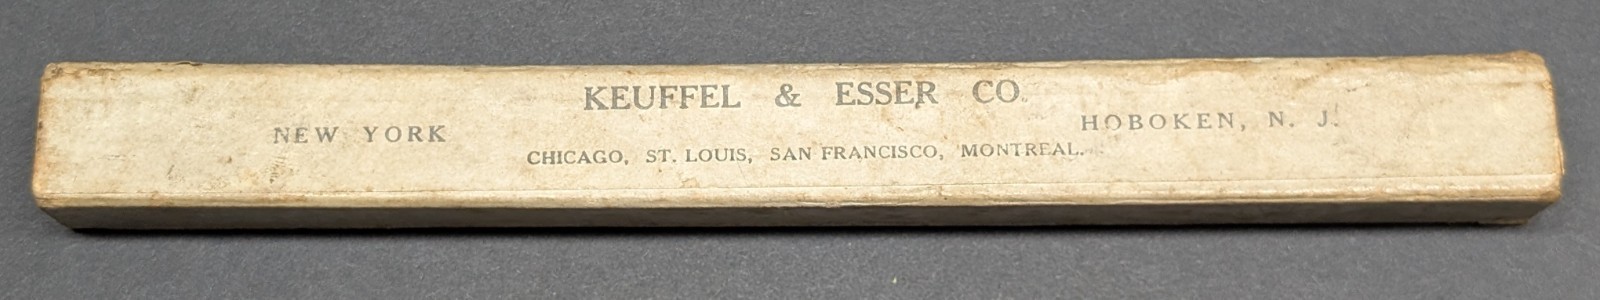 KEUFFEL & ESSER CO.
NEW YORK
HOBOKEN, N. J.
CHICAGO, ST. LOUIS, SAN FRANCISCO, MONTREAL.